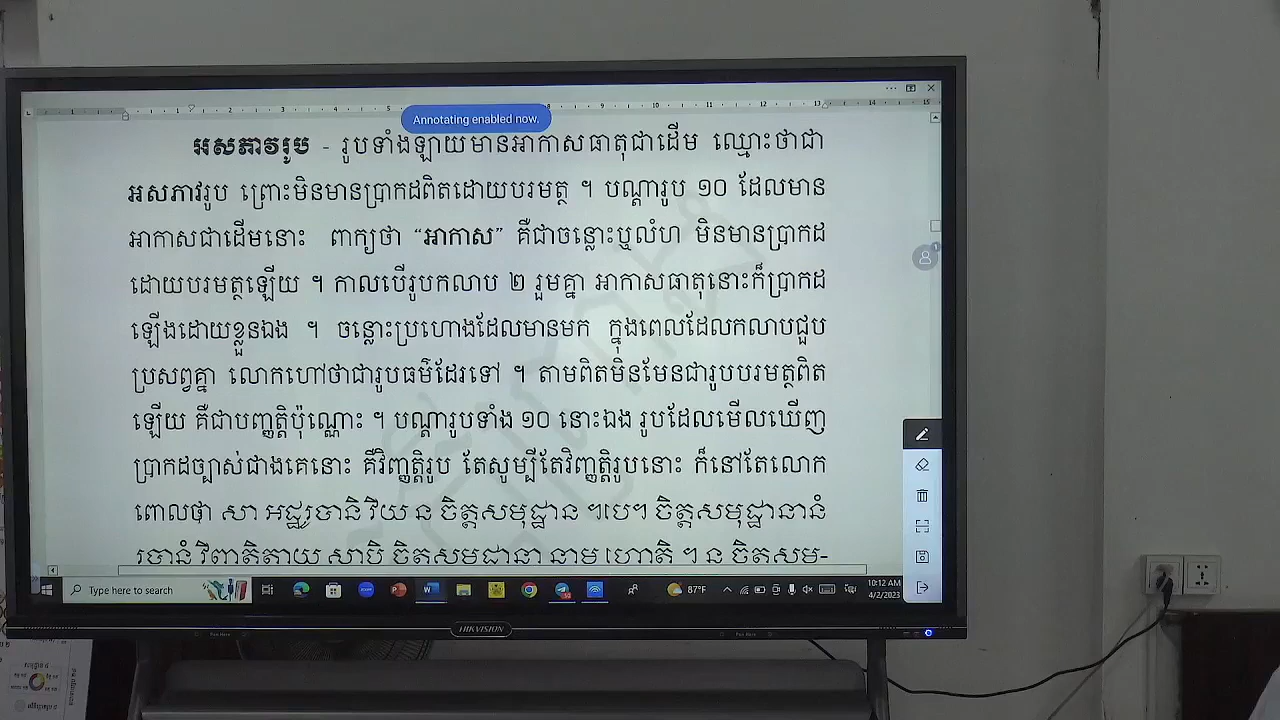 Annotating enabled now.
អសភាវរូប - រូបទាំងឡាយមានអាកាសធាតុជាដើម ឈ្មោះថាជា
អសភាវរូប ព្រោះមិនមានប្រាកដពិតដោយបរមត្ថ ។ បណ្តារូប ១០ ដែលមាន
អាកាសជាដើមនោះ ពាក្យថា “អាកាស” គឺជាចន្លោះឬលំហ មិនមានប្រាកដ
ដោយបរមត្ថឡើយ ។ កាលបើរូបកលាប ២ រួមគ្នា អាកាសធាតុនោះក៏ប្រាកដ
ឡើងដោយខ្លួនឯង ។ ចន្លោះប្រហោងដែលមានមក ក្នុងពេលដែលកលាបជួប
ប្រសព្វគ្នា លោកហៅថាជារូបធម៌ដែរទៅ ។ តាមពិតមិនមែនជារូបបរមត្ថពិត
ឡើយ គឺជាបញ្ញត្តិប៉ុណ្ណោះ ។ បណ្តារូបទាំង ១០ នោះឯង រូបដែលមើលឃើញ
ប្រាកដច្បាស់ជាងគេនោះ គឺវិញ្ញត្តិរូប តែសូម្បីតែវិញ្ញត្តិរូបនោះ ក៏នៅតែលោក
ពោលថា សា អដ្ឋរូបានិ វិយ ន ចិត្តសមុដ្ឋាន ។បេ។ ចិត្តសមុដ្ឋានានំ
Type here to search
87°F
10:12 AM
4/2/2023
HIKVISION